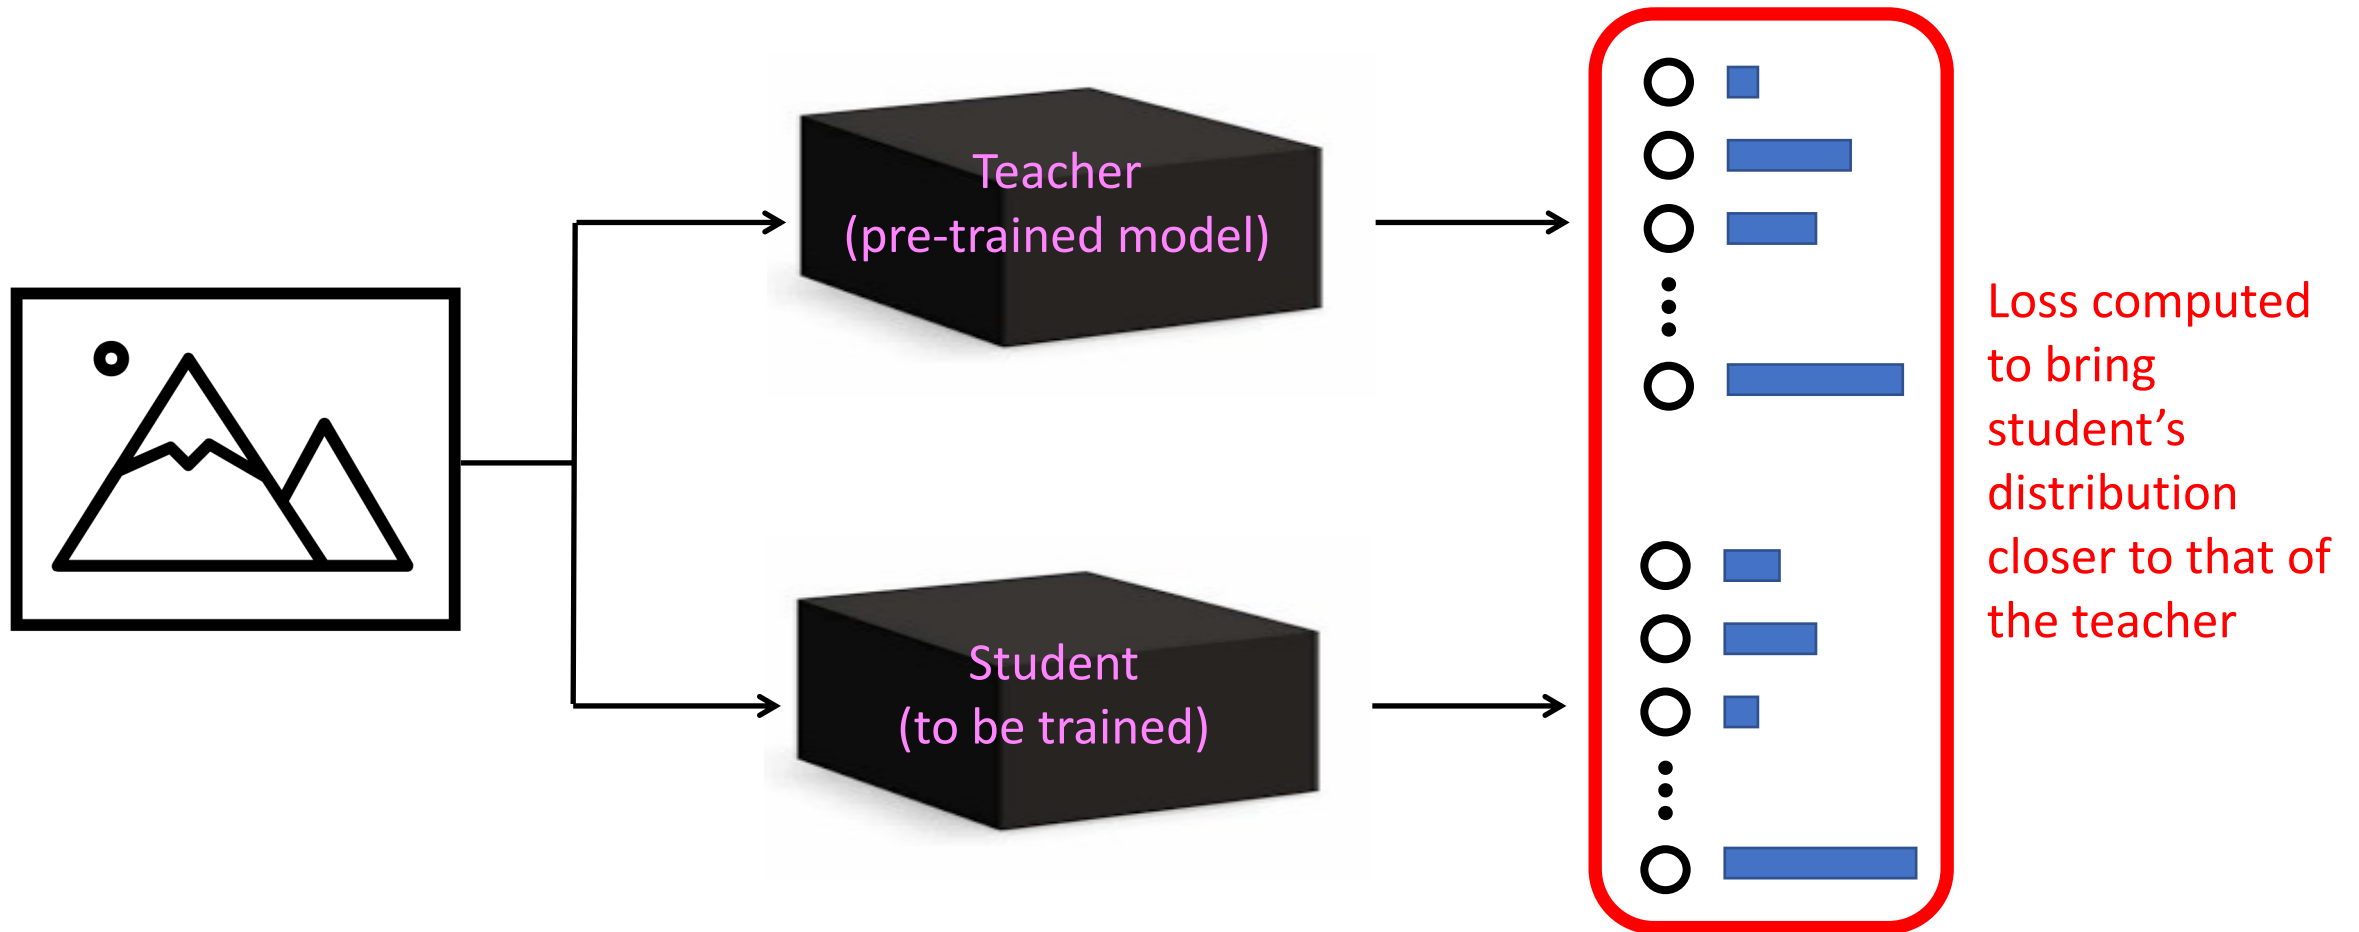 Teacher
(pre-trained model)
Student
(to be trained)
Loss computed
to bring
student’s
distribution
closer to that of
the teacher